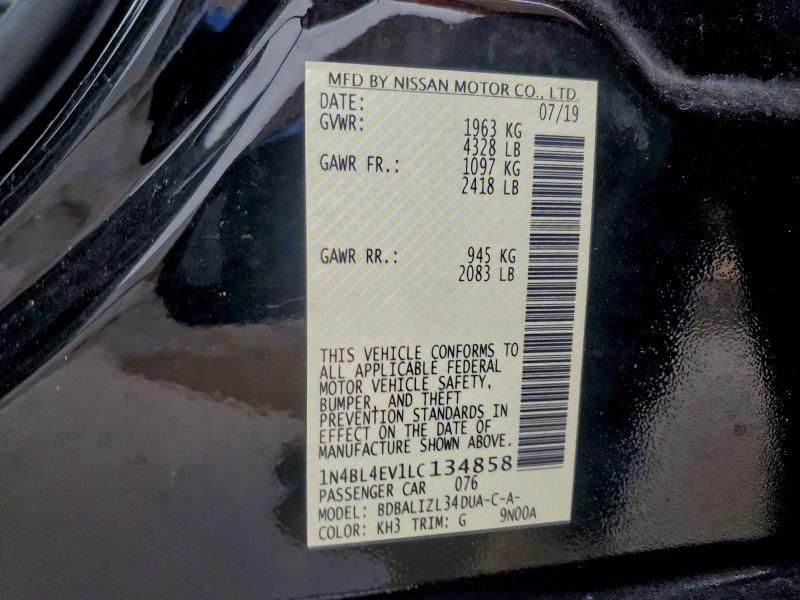 MFD BY NISSAN MOTOR CO., LTD.
DATE: 07/19
GVWR: 1963 KG
4328 LB
GAWR FR.: 1097 KG
2418 LB
GAWR RR.: 945 KG
2083 LB
THIS VEHICLE CONFORMS TO
ALL APPLICABLE FEDERAL
MOTOR VEHICLE SAFETY,
BUMPER, AND THEFT
PREVENTION STANDARDS IN
EFFECT ON THE DATE OF
MANUFACTURE SHOWN ABOVE.
1N4BL4EV1LC134858
PASSENGER CAR 076
MODEL: BDBALIZL34DUA-C-A-
COLOR: KH3 TRIM: G 9N00A